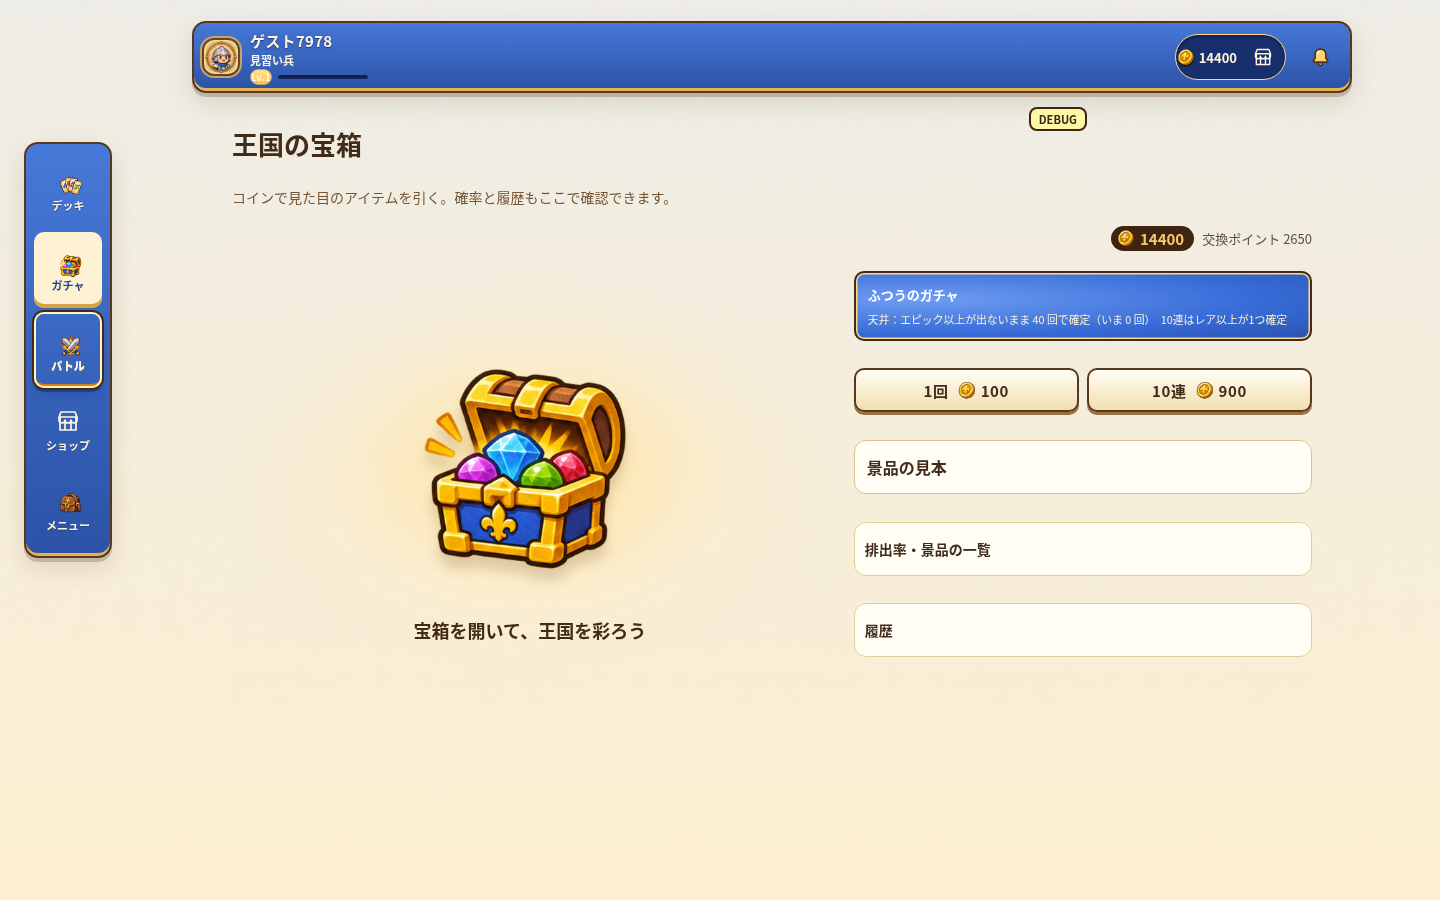 ゲスト7978
見習い兵
Lv.1
14400
DEBUG
王国の宝箱
コインで見た目のアイテムを引く。確率と履歴もここで確認できます。
デッキ
ガチャ
バトル
ショップ
メニュー
14400 交換ポイント 2650
ふつうのガチャ
天井：エピック以上が出ないまま 40 回で確定（いま 0 回） 10連はレア以上が1つ確定
1回 100
10連 900
景品の見本
排出率・景品の一覧
履歴
宝箱を開いて、王国を彩ろう